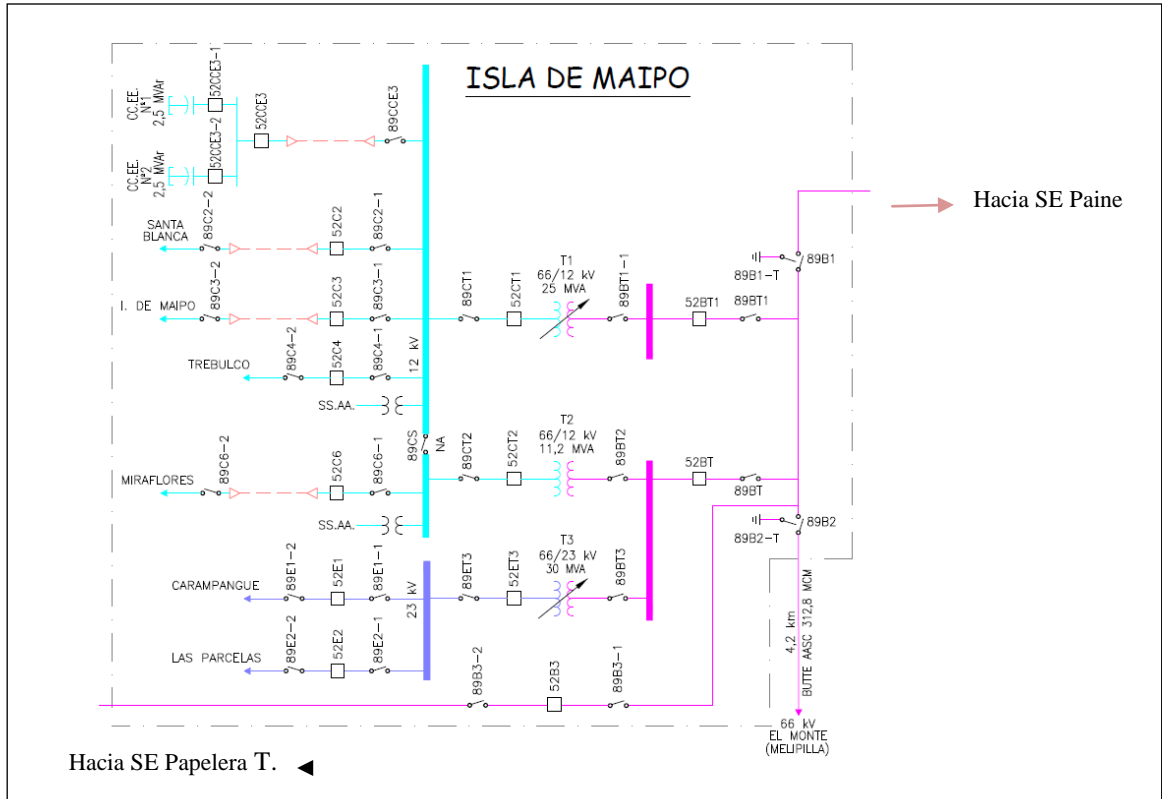 ISLA DE MAIPO
CC.EE.
Nº1
2,5 MVAr
52CCE3-1
CC.EE.
Nº2
2,5 MVAr
52CCE3-2
52CCE3
89CCE3
Hacia SE Paine
SANTA
BLANCA
89C2-2
52C2
89C2-1
89B1
89B1-T
I. DE MAIPO
89C3-2
52C3
89C3-1
89CT1
52CT1
T1
66/12 kV
25 MVA
89BT1-1
52BT1
89BT1
12 kV
TREBULCO
89C4-2
52C4
89C4-1
SS.AA.
89CS
NA
MIRAFLORES
89C6-2
52C6
89C6-1
89CT2
52CT2
T2
66/12 kV
11,2 MVA
89BT2
52BT
89BT
SS.AA.
89B2
89B2-T
CARAMPANGUE
89E1-2
52E1
89E1-1
23 kV
89ET3
52ET3
T3
66/23 kV
30 MVA
89BT3
LAS PARCELAS
89E2-2
52E2
89E2-1
89B3-2
52B3
89B3-1
4,2 km
BUTTE AASC 312,8 MCM
66 kV
EL MONTE
(MELIPILLA)
Hacia SE Papelera T.